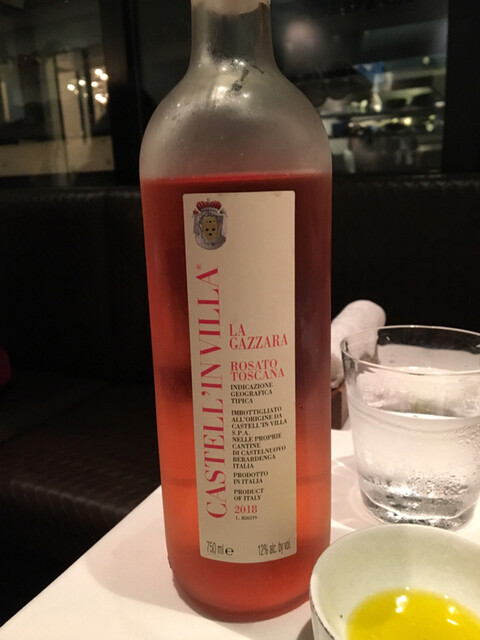 CASTELL'IN VILLA®
LA
GAZZARA
ROSATO
TOSCANA
INDICAZIONE
GEOGRAFICA
TIPICA
IMBOTTIGLIATO
ALL'ORIGINE DA
CASTELL'IN VILLA
S.P.A.
NELLE PROPRIE
CANTINE
DI CASTELNUOVO
BERARDENGA
ITALIA
PRODOTTO
IN ITALIA
PRODUCT
OF ITALY
2018
750 ml e
12% alc. by vol.